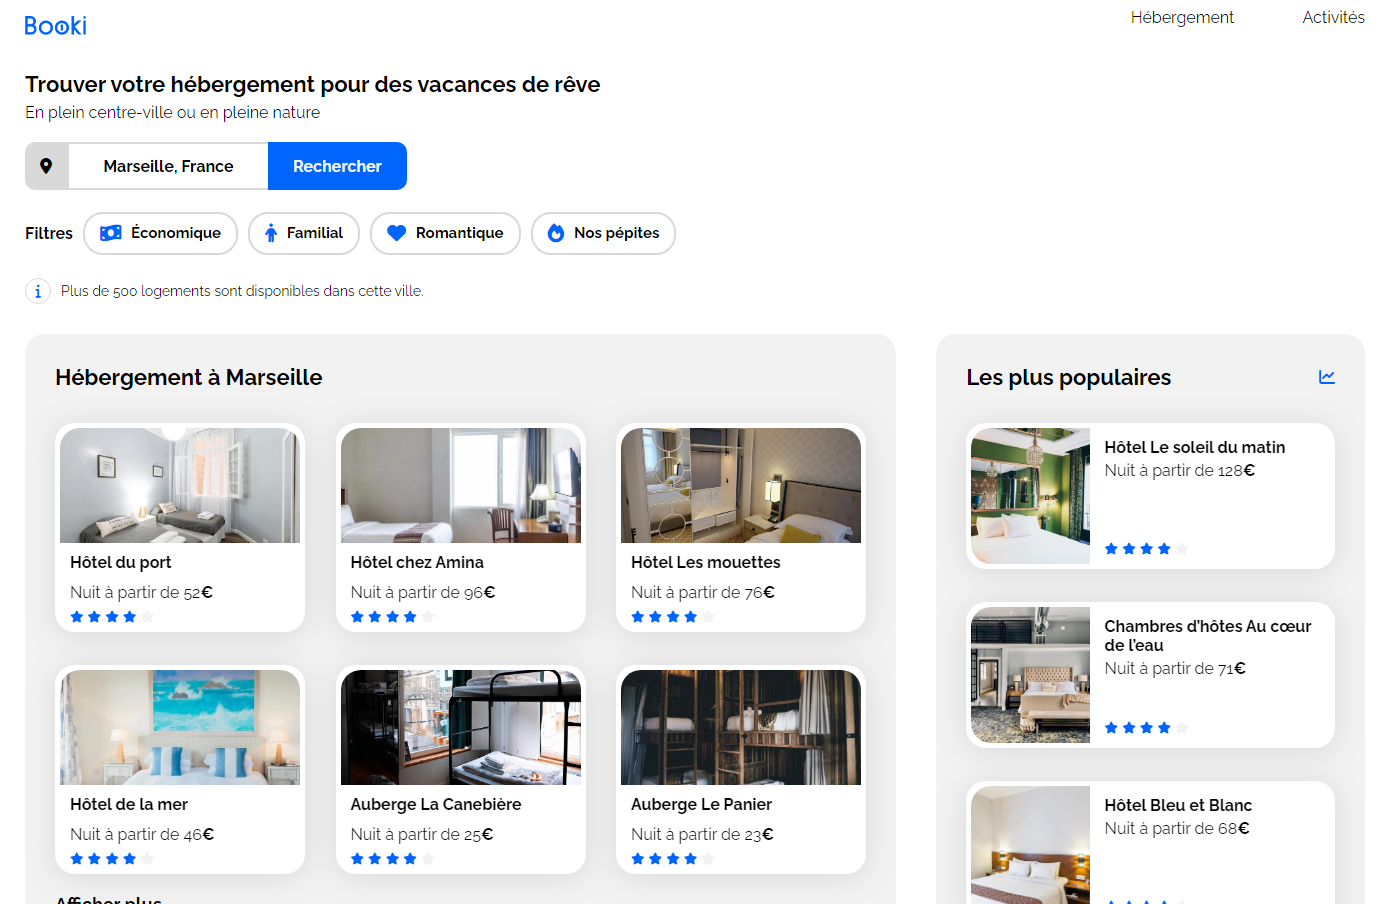 Booki
Hébergement
Activités
Trouver votre hébergement pour des vacances de rêve
En plein centre-ville ou en pleine nature
Marseille, France
Rechercher
Filtres
Économique
Familial
Romantique
Nos pépites
Plus de 500 logements sont disponibles dans cette ville.
Hébergement à Marseille
Hôtel du port
Nuit à partir de 52€
Hôtel chez Amina
Nuit à partir de 96€
Hôtel Les mouettes
Nuit à partir de 76€
Hôtel de la mer
Nuit à partir de 46€
Auberge La Canebière
Nuit à partir de 25€
Auberge Le Panier
Nuit à partir de 23€
Afficher plus
Les plus populaires
Hôtel Le soleil du matin
Nuit à partir de 128€
Chambres d’hôtes Au cœur
de l’eau
Nuit à partir de 71€
Hôtel Bleu et Blanc
Nuit à partir de 68€